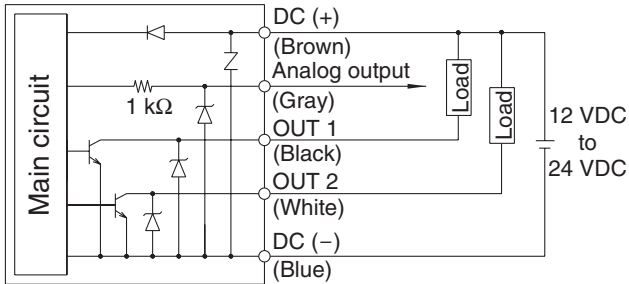 DC (+)
(Brown)
Analog output
(Gray)
1 kΩ
OUT 1
(Black)
OUT 2
(White)
DC (−)
(Blue)
Main circuit
Load
Load
12 VDC
to
24 VDC